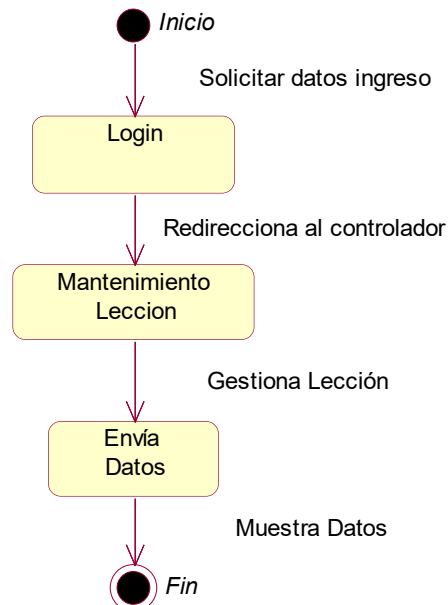 Inicio
Solicitar datos ingreso
Login
Redirecciona al controlador
Mantenimiento
Leccion
Gestiona Lección
Envía
Datos
Muestra Datos
Fin